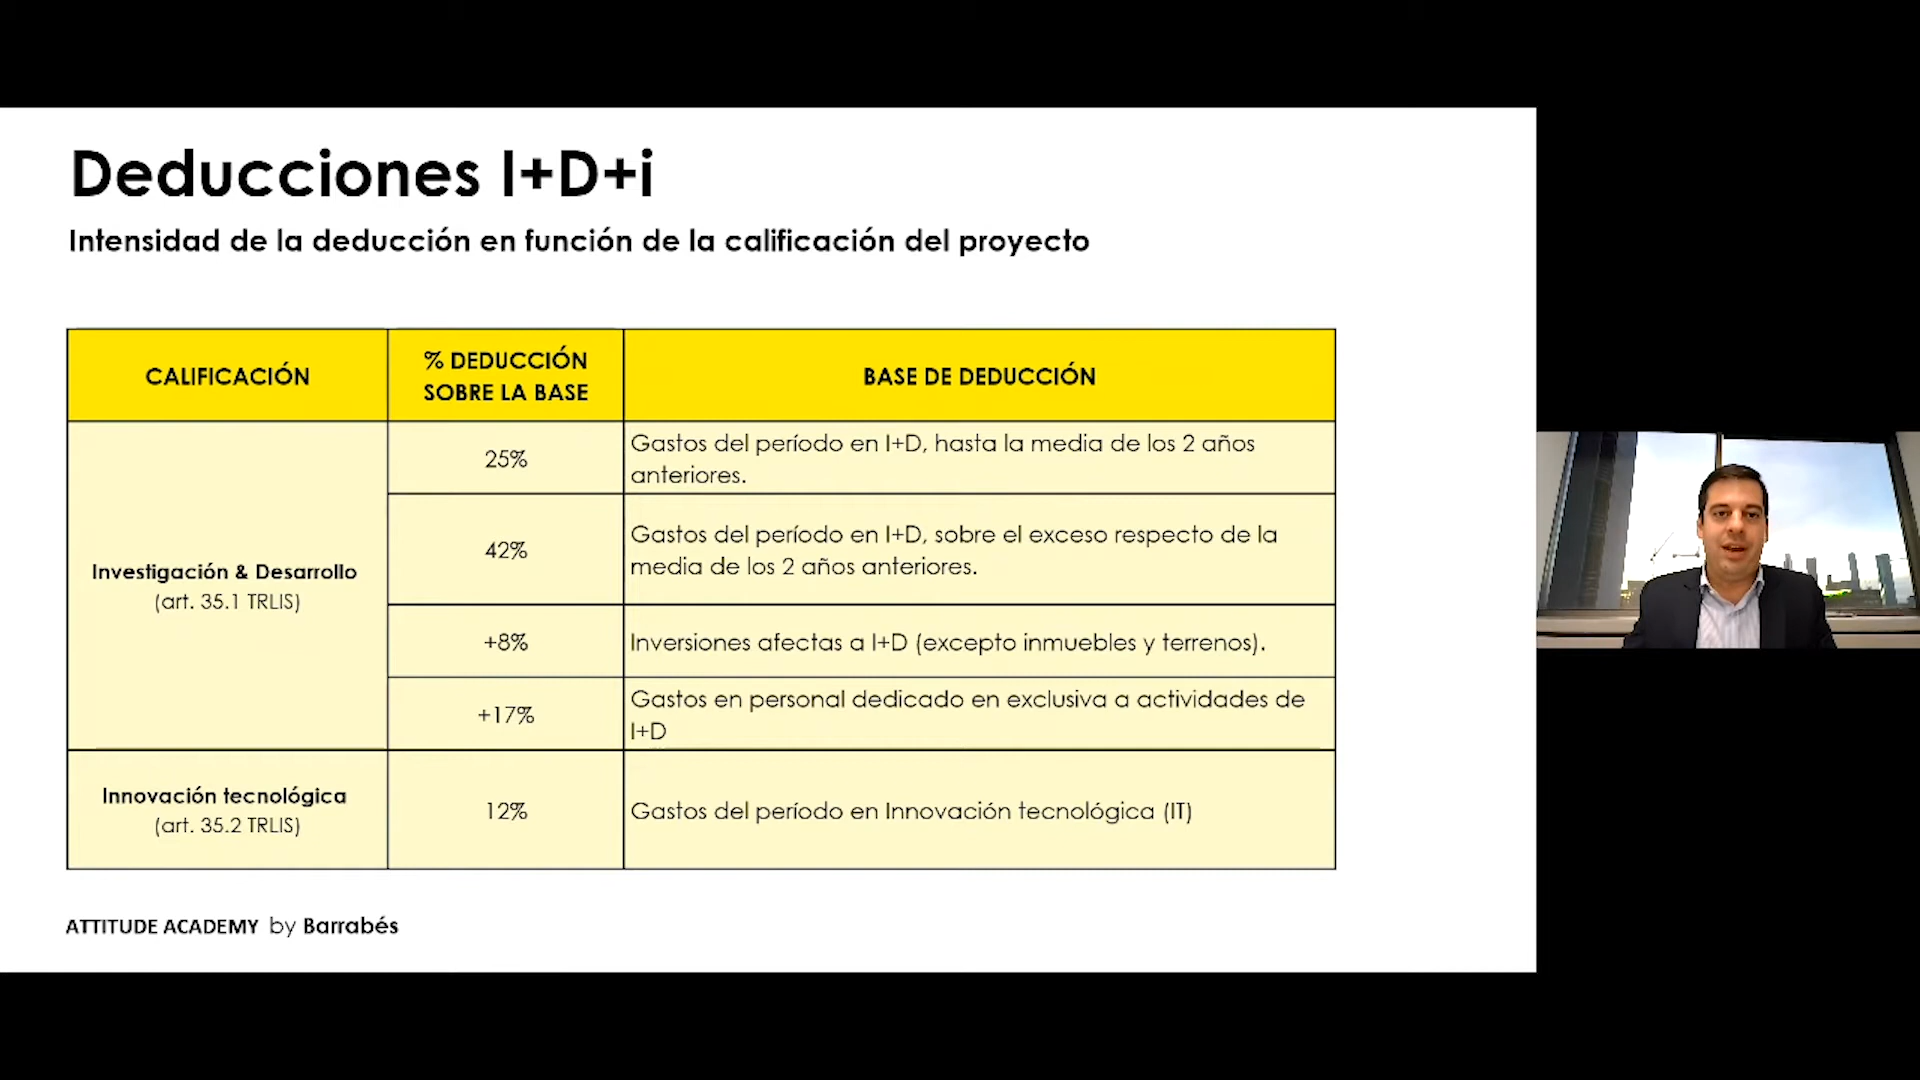 Deducciones I+D+i
Intensidad de la deducción en función de la calificación del proyecto
CALIFICACIÓN
% DEDUCCIÓN
SOBRE LA BASE
BASE DE DEDUCCIÓN
Investigación & Desarrollo
(art. 35.1 TRLIS)
25%
Gastos del período en I+D, hasta la media de los 2 años
anteriores.
42%
Gastos del período en I+D, sobre el exceso respecto de la
media de los 2 años anteriores.
+8%
Inversiones afectas a I+D (excepto inmuebles y terrenos).
+17%
Gastos en personal dedicado en exclusiva a actividades de
I+D
Innovación tecnológica
(art. 35.2 TRLIS)
12%
Gastos del período en Innovación tecnológica (IT)
ATTITUDE ACADEMY by Barrabés